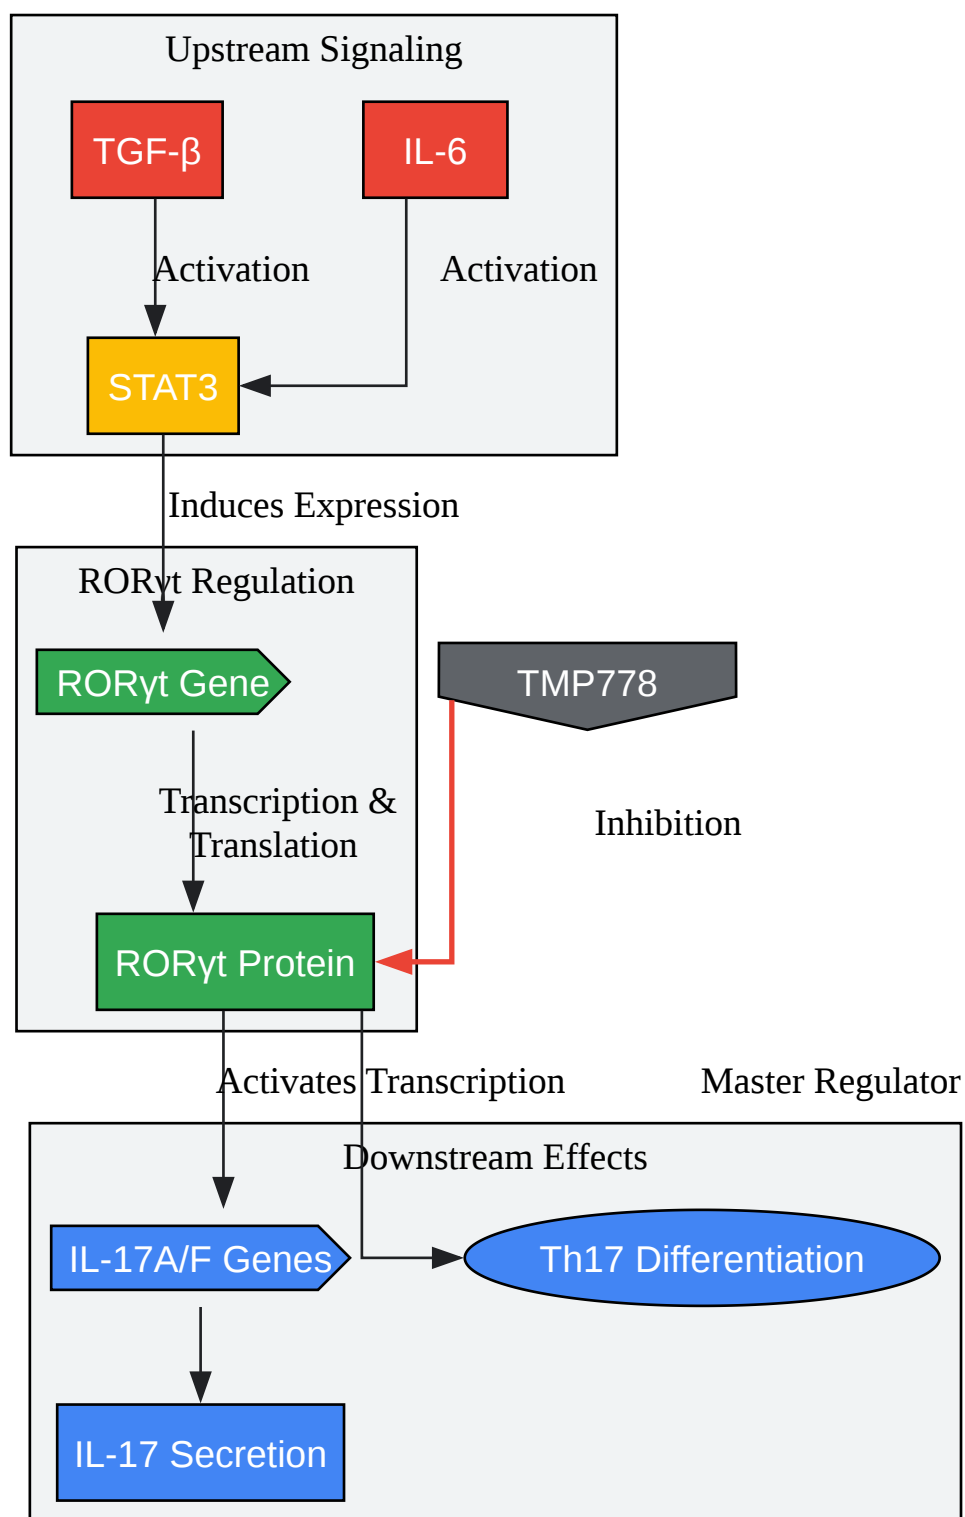 Upstream Signaling
TGF-β
IL-6
Activation
Activation
STAT3
Induces Expression
RORγt Regulation
RORγt Gene
TMP778
Transcription &
Translation
Inhibition
RORγt Protein
Activates Transcription
Master Regulator
Downstream Effects
IL-17A/F Genes
Th17 Differentiation
IL-17 Secretion